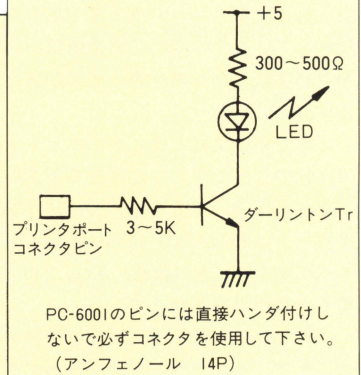 +5
300~500Ω
LED
ダーリントンTr
プリンタポート
コネクタピン
3~5K
PC-6001のピンには直接ハンダ付けし
ないで必ずコネクタを使用して下さい。
(アンフェノール 14P)